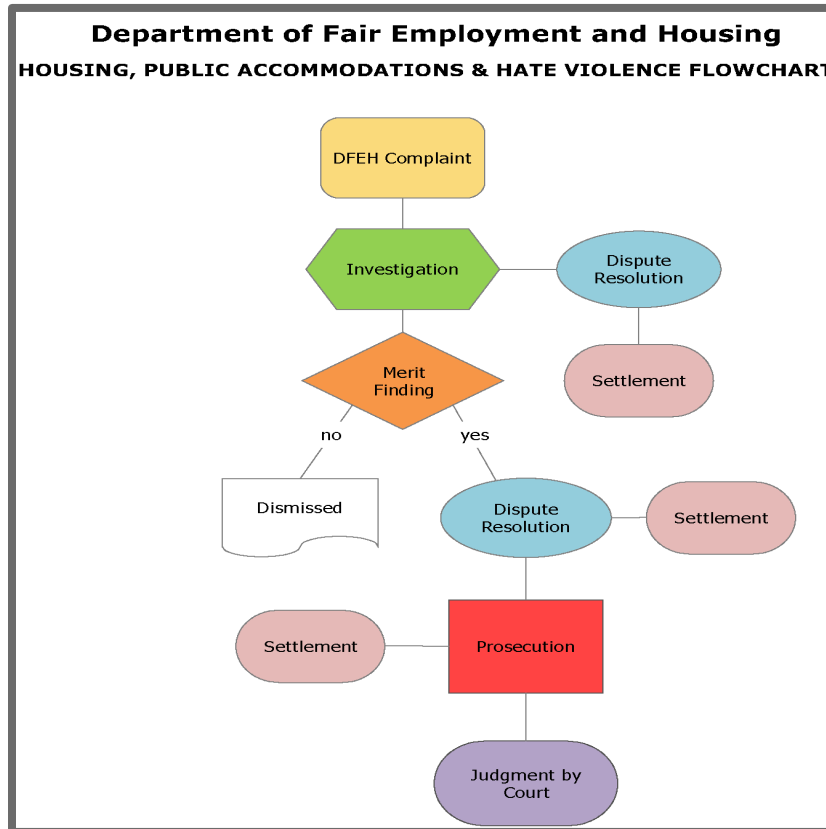 Department of Fair Employment and Housing
HOUSING, PUBLIC ACCOMMODATIONS & HATE VIOLENCE FLOWCHART
DFEH Complaint
Investigation
Dispute
Resolution
Settlement
Merit
Finding
no
yes
Dismissed
Dispute
Resolution
Settlement
Settlement
Prosecution
Judgment by
Court